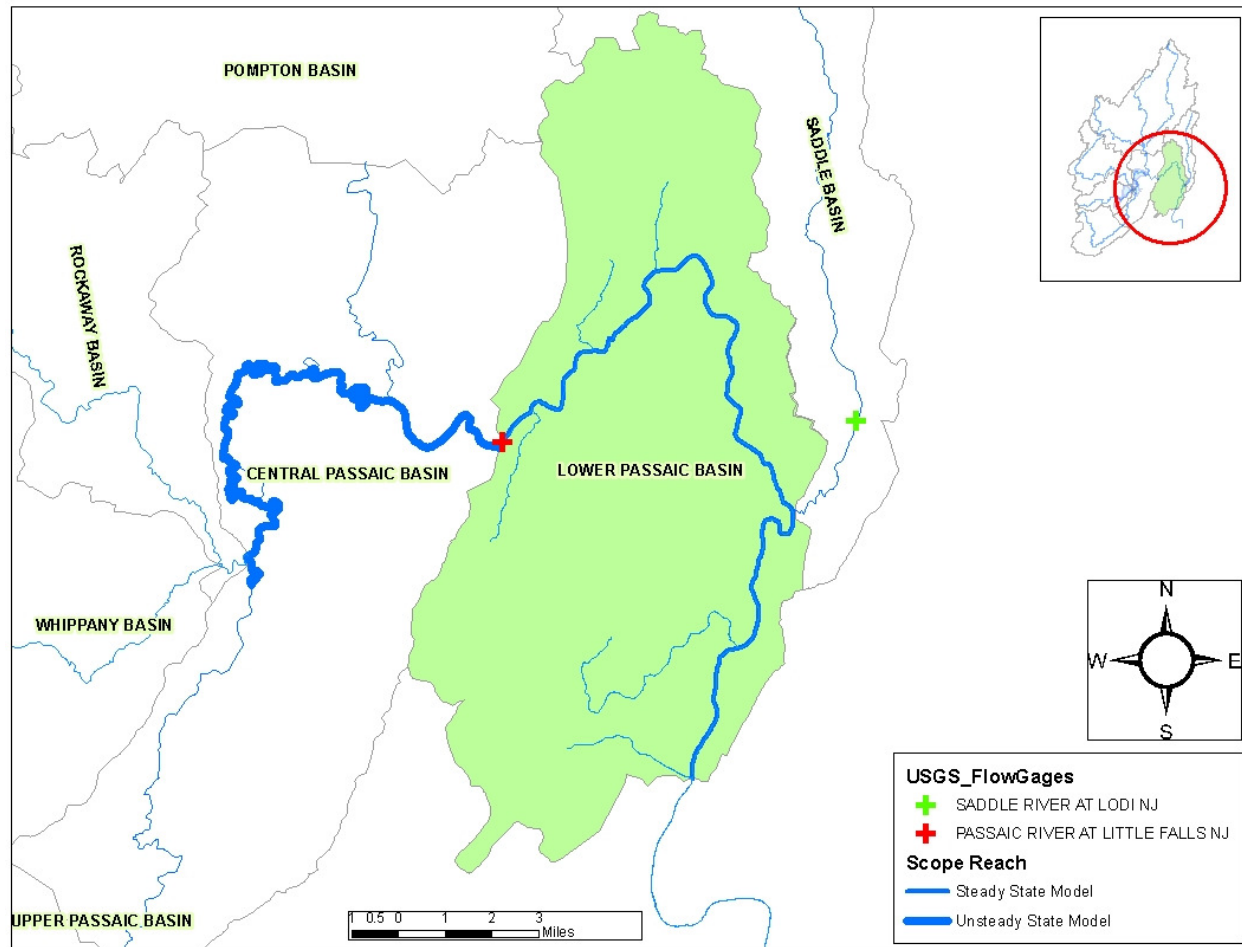 POMPTON BASIN
SADDLE BASIN
ROCKAWAY BASIN
CENTRAL PASSAIC BASIN
LOWER PASSAIC BASIN
WHIPPANY BASIN
UPPER PASSAIC BASIN
1 0.5 0 1 2 3
Miles
N
W E
S
USGS_FlowGages
SADDLE RIVER AT LODI NJ
PASSAIC RIVER AT LITTLE FALLS NJ
Scope Reach
Steady State Model
Unsteady State Model